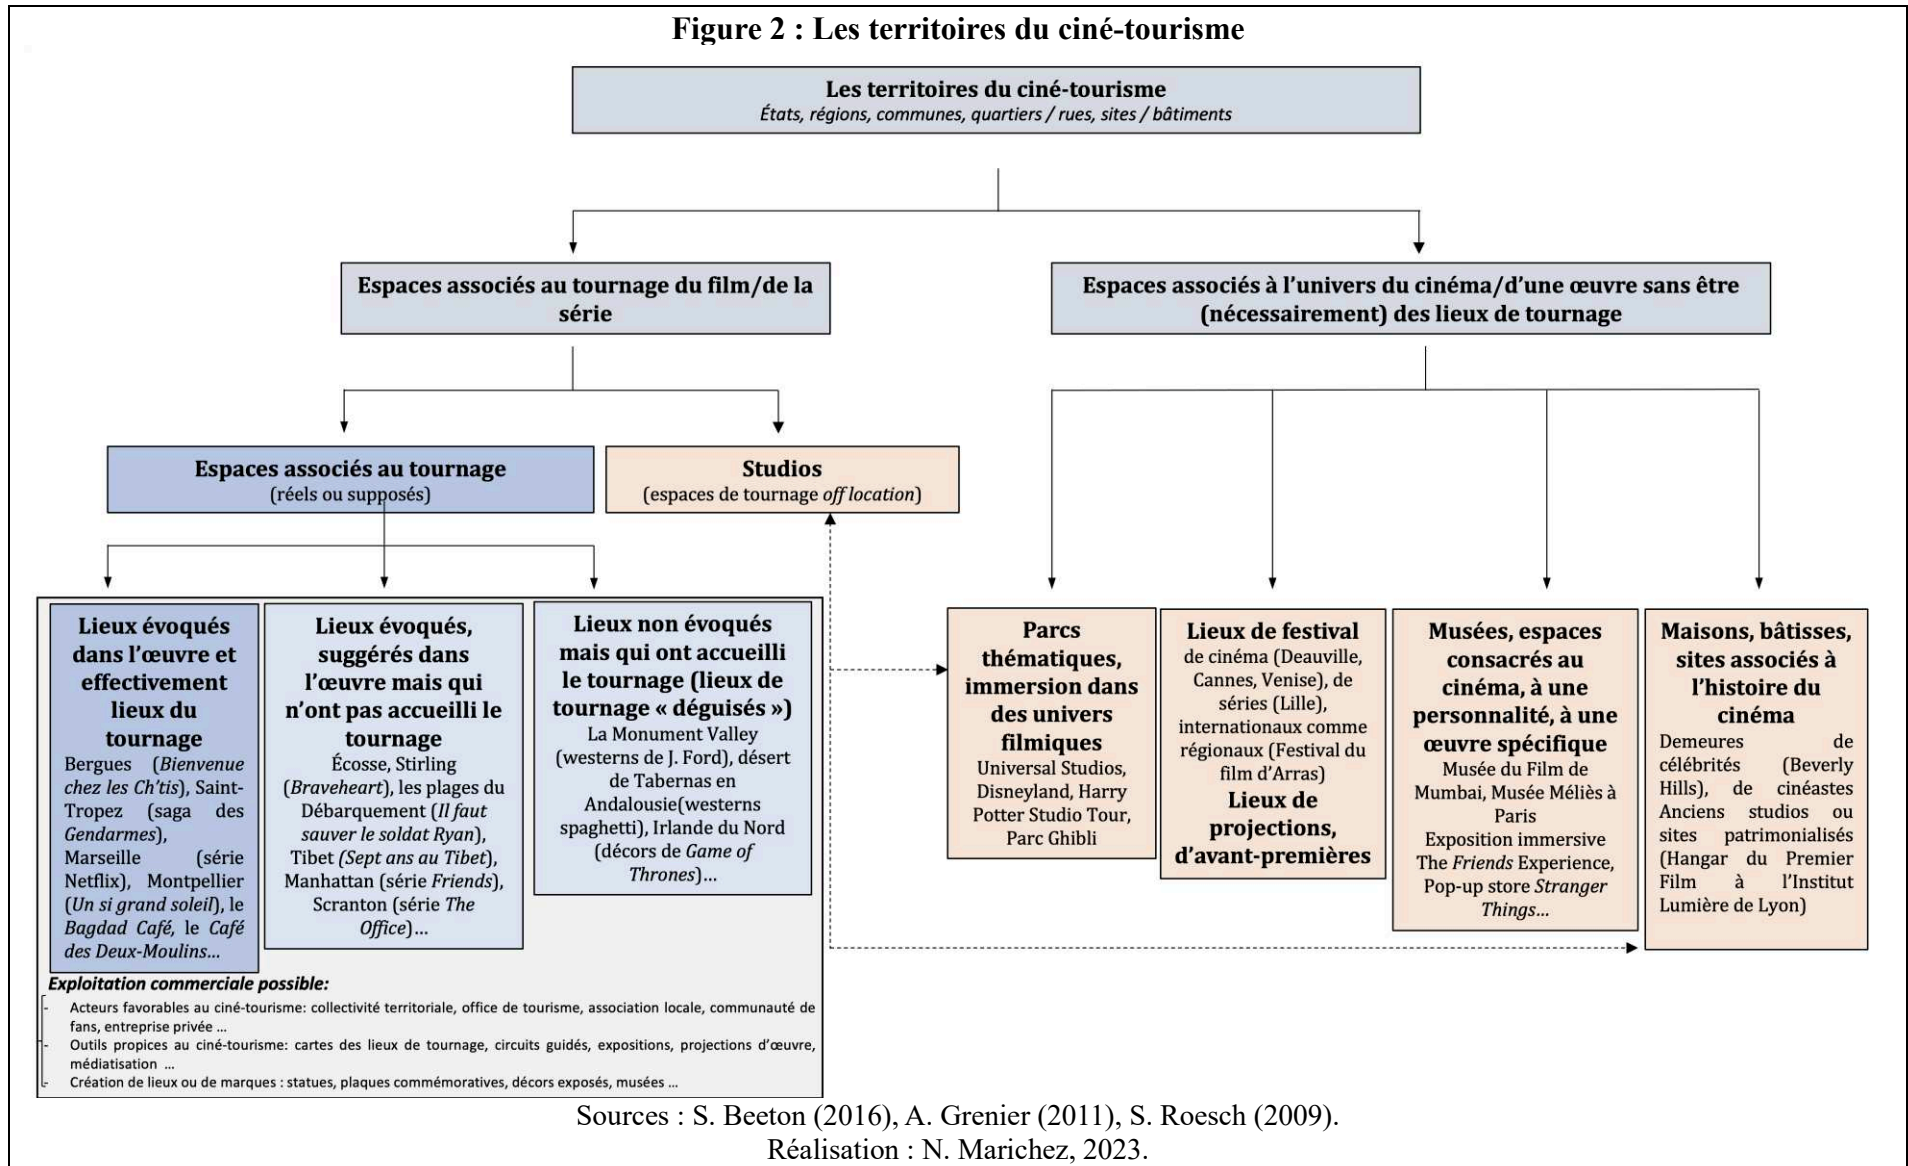 Figure 2 : Les territoires du ciné-tourisme
Les territoires du ciné-tourisme
États, régions, communes, quartiers / rues, sites / bâtiments
Espaces associés au tournage du film/de la
série
Espaces associés à l’univers du cinéma/d’une œuvre sans être
(nécessairement) des lieux de tournage
Espaces associés au tournage
(réels ou supposés)
Studios
(espaces de tournage off location)
Lieux évoqués
dans l’œuvre et
effectivement
lieux du
tournage
Bergues (Bienvenue
chez les Ch’tis), Saint-
Tropez (saga des
Gendarmes),
Marseille (série
Netflix), Montpellier
(Un si grand soleil), le
Bagdad Café, le Café
des Deux-Moulins…
Lieux évoqués,
suggérés dans
l’œuvre mais qui
n’ont pas accueilli le
tournage
Écosse, Stirling
(Braveheart), les plages du
Débarquement (Il faut
sauver le soldat Ryan),
Tibet (Sept ans au Tibet),
Manhattan (série Friends),
Scranton (série The
Office)…
Lieux non évoqués
mais qui ont accueilli
le tournage (lieux de
tournage « déguisés »)
La Monument Valley
(westerns de J. Ford), désert
de Tabernas en
Andalousie(westerns
spaghetti), Irlande du Nord
(décors de Game of
Thrones)…
Exploitation commerciale possible:
- Acteurs favorables au ciné-tourisme: collectivité territoriale, office de tourisme, association locale, communauté de
fans, entreprise privée …
- Outils propices au ciné-tourisme: cartes des lieux de tournage, circuits guidés, expositions, projections d’œuvre,
médiatisation …
- Création de lieux ou de marques : statues, plaques commémoratives, décors exposés, musées …
Parcs
thématiques,
immersion dans
des univers
filmiques
Universal Studios,
Disneyland, Harry
Potter Studio Tour,
Parc Ghibli
Lieux de festival
de cinéma (Deauville,
Cannes, Venise), de
séries (Lille),
internationaux comme
régionaux (Festival du
film d’Arras)
Lieux de
projections,
d’avant-premières
Musées, espaces
consacrés au
cinéma, à une
personnalité, à une
œuvre spécifique
Musée du Film de
Mumbai, Musée Méliès à
Paris
Exposition immersive
The Friends Experience,
Pop-up store Stranger
Things…
Maisons, bâtisses,
sites associés à
l’histoire du
cinéma
Demeures de
célébrités (Beverly
Hills), de cinéastes
Anciens studios ou
sites patrimonialisés
(Hangar du Premier
Film à l’Institut
Lumière de Lyon)
Sources : S. Beeton (2016), A. Grenier (2011), S. Roesch (2009).
Réalisation : N. Marichez, 2023.